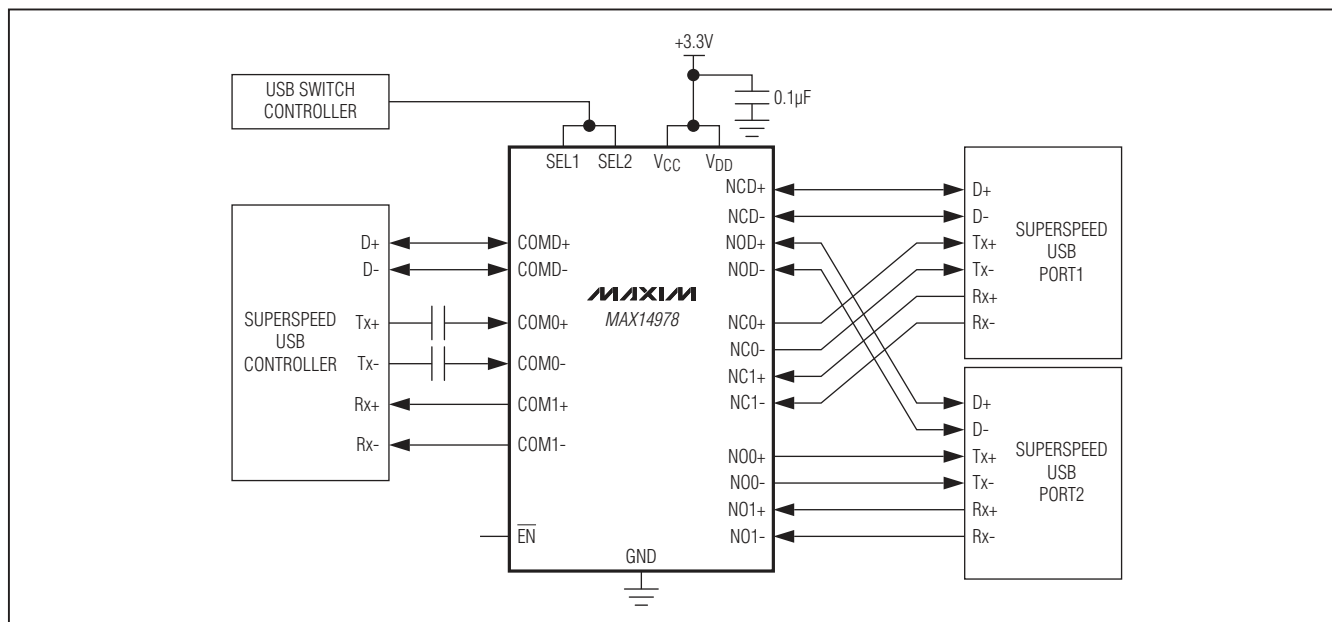 +3.3V
0.1µF
USB SWITCH
CONTROLLER
SEL1
SEL2
VCC
VDD
SUPERSPEED
USB
CONTROLLER
D+
D-
Tx+
Tx-
Rx+
Rx-
COMD+
COMD-
COM0+
COM0-
COM1+
COM1-
EN
MAXIM
MAX14978
GND
NCD+
NCD-
NOD+
NOD-
NC0+
NC0-
NC1+
NC1-
NO0+
NO0-
NO1+
NO1-
D+
D-
Tx+
Tx-
Rx+
Rx-
SUPERSPEED
USB
PORT1
D+
D-
Tx+
Tx-
Rx+
Rx-
SUPERSPEED
USB
PORT2